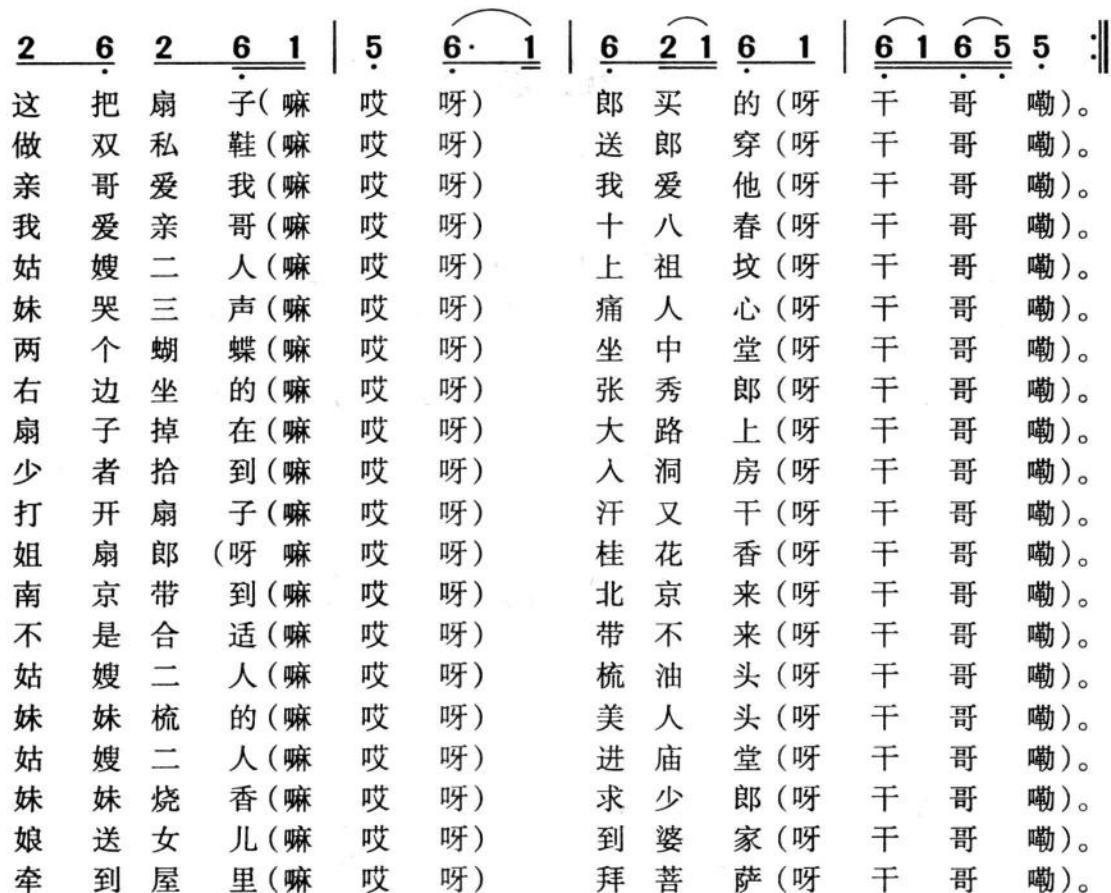 2 6̣ 2 6̣ 1 | 5̣ 6̣· 1 | 6̣ 2 1 6̣ 1 | 6̣ 1 6̣ 5̣ 5̣ :‖
这 把 扇 子(嘛 哎 呀) 郎 买 的(呀 干 哥 嘞)。
做 双 私 鞋(嘛 哎 呀) 送 郎 穿(呀 干 哥 嘞)。
亲 哥 爱 我(嘛 哎 呀) 我 爱 他(呀 干 哥 嘞)。
我 爱 亲 哥(嘛 哎 呀) 十 八 春(呀 干 哥 嘞)。
姑 嫂 二 人(嘛 哎 呀) 上 祖 坟(呀 干 哥 嘞)。
妹 哭 三 声(嘛 哎 呀) 痛 人 心(呀 干 哥 嘞)。
两 个 蝴 蝶(嘛 哎 呀) 坐 中 堂(呀 干 哥 嘞)。
右 边 坐 的(嘛 哎 呀) 张 秀 郎(呀 干 哥 嘞)。
扇 子 掉 在(嘛 哎 呀) 大 路 上(呀 干 哥 嘞)。
少 者 拾 到(嘛 哎 呀) 入 洞 房(呀 干 哥 嘞)。
打 开 扇 子(嘛 哎 呀) 汗 又 干(呀 干 哥 嘞)。
姐 扇 郎 (呀 嘛 哎 呀) 桂 花 香(呀 干 哥 嘞)。
南 京 带 到(嘛 哎 呀) 北 京 来(呀 干 哥 嘞)。
不 是 合 适(嘛 哎 呀) 带 不 来(呀 干 哥 嘞)。
姑 嫂 二 人(嘛 哎 呀) 梳 油 头(呀 干 哥 嘞)。
妹 妹 梳 的(嘛 哎 呀) 美 人 头(呀 干 哥 嘞)。
姑 嫂 二 人(嘛 哎 呀) 进 庙 堂(呀 干 哥 嘞)。
妹 妹 烧 香(嘛 哎 呀) 求 少 郎(呀 干 哥 嘞)。
娘 送 女 儿(嘛 哎 呀) 到 婆 家(呀 干 哥 嘞)。
牵 到 屋 里(嘛 哎 呀) 拜 菩 萨(呀 干 哥 嘞)。